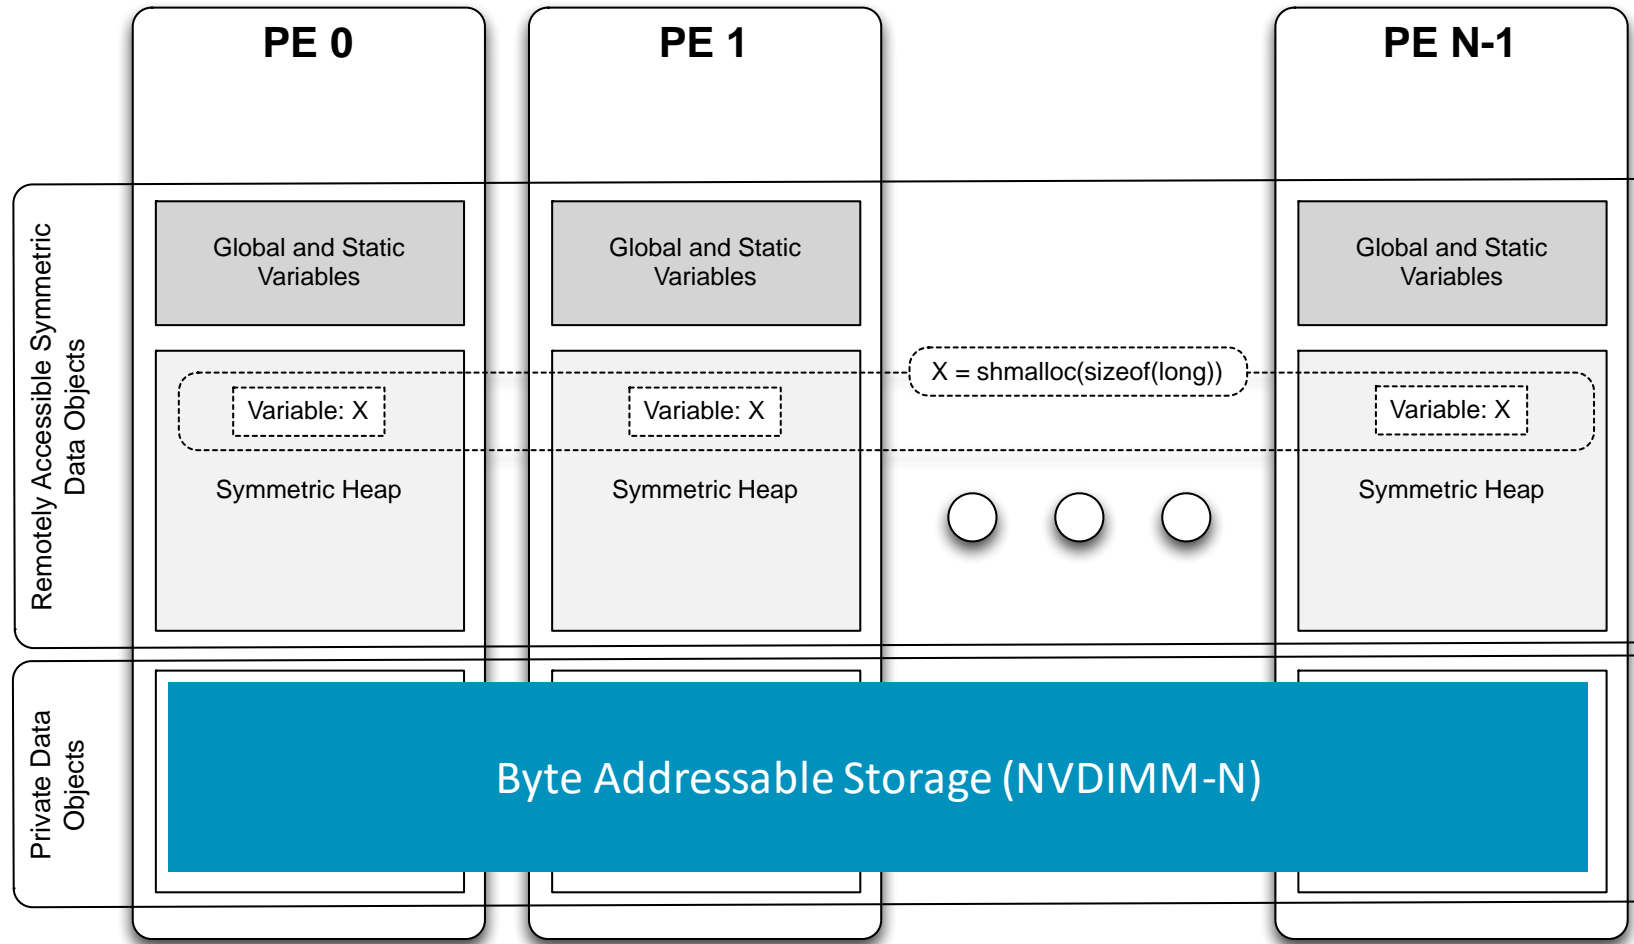 PE 0
PE 1
PE N-1
Remotely Accessible Symmetric
Data Objects
Global and Static
Variables
Global and Static
Variables
Global and Static
Variables
X = shmalloc(sizeof(long))
Variable: X
Variable: X
Variable: X
Symmetric Heap
Symmetric Heap
Symmetric Heap
Private Data
Objects
Byte Addressable Storage (NVDIMM-N)